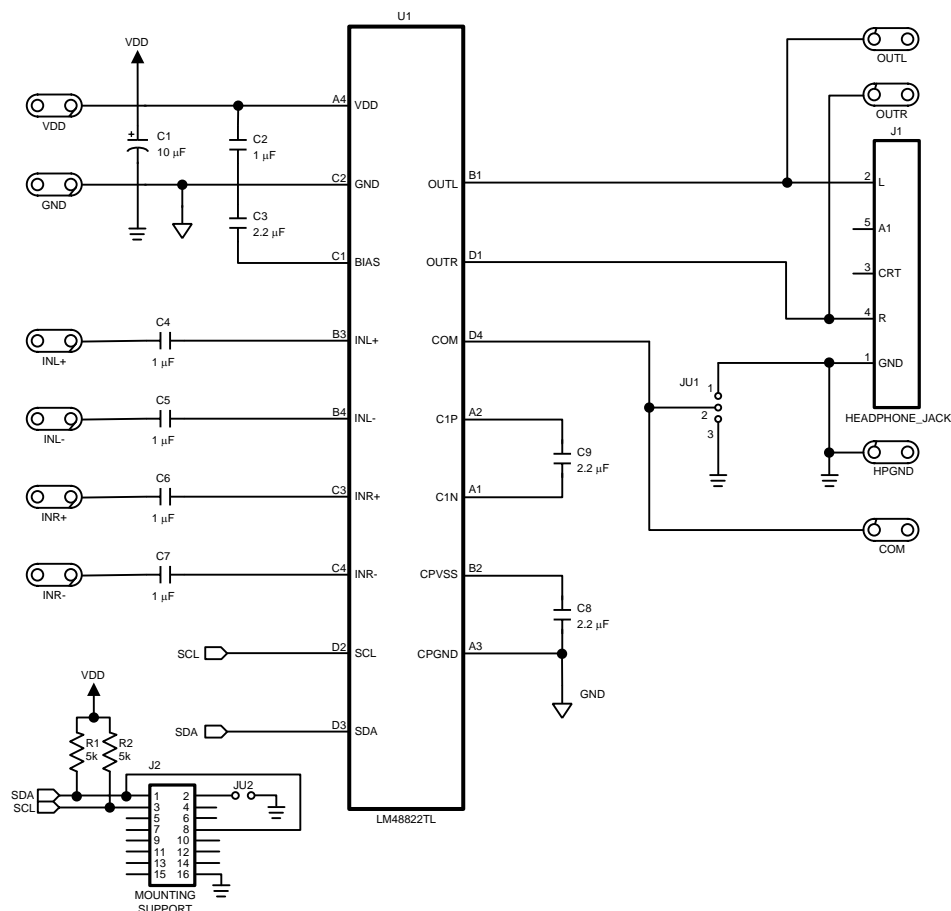 U1
VDD
VDD
C1
10 μF
+
C2
1 μF
A4
VDD
GND
C2
GND
C3
2.2 μF
C1
BIAS
INL+
C4
1 μF
B3
INL+
INL-
C5
1 μF
B4
INL-
INR+
C6
1 μF
C3
INR+
INR-
C7
1 μF
C4
INR-
SCL
D2
SCL
SDA
D3
SDA
LM48822TL
OUTL
B1
OUTR
D1
COM
D4
C1P
A2
C9
2.2 μF
C1N
A1
CPVSS
B2
C8
2.2 μF
CPGND
A3
GND
OUTL
OUTR
J1
2
L
5
A1
3
CRT
4
R
1
GND
HEADPHONE_JACK
JU1
1
2
3
HPGND
COM
VDD
R1
5k
R2
5k
J2
SDA
SCL
JU2
1 2
3 4
5 6
7 8
9 10
11 12
13 14
15 16
MOUNTING
SUPPORT